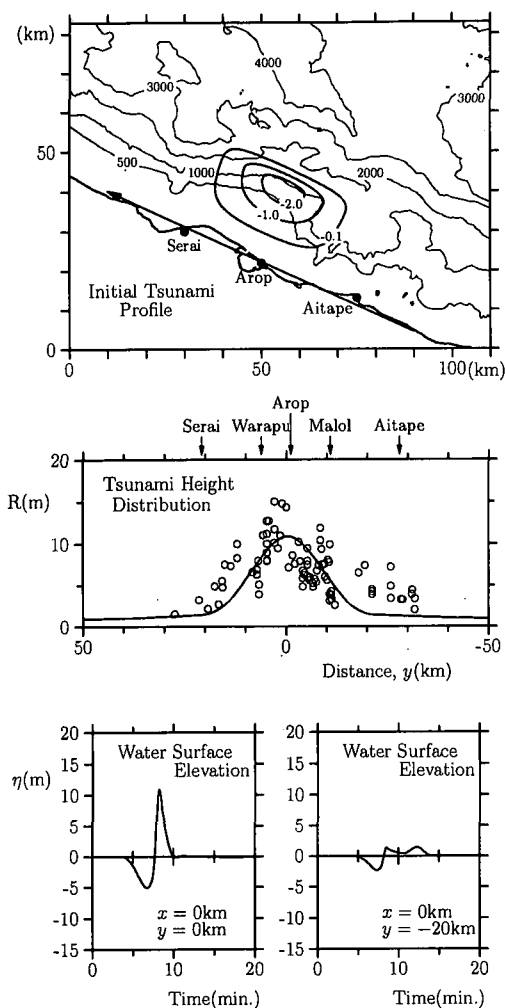 (km)
4000
3000
3000
50
500
1000
2000
-2.0
-1.0
-0.1
Serai
Arop
Aitape
Initial Tsunami
Profile
0
0
50
100
(km)
Arop
Serai
Warapu
Malol
Aitape
20
Tsunami Height
Distribution
R(m)
10
0
50
0
-50
Distance, y(km)
20
15
10
5
0
-5
-10
-15
η(m)
Water Surface
Elevation
x = 0km
y = 0km
0
10
20
Time(min.)
20
15
10
5
0
-5
-10
-15
Water Surface
Elevation
x = 0km
y = −20km
0
10
20
Time(min.)